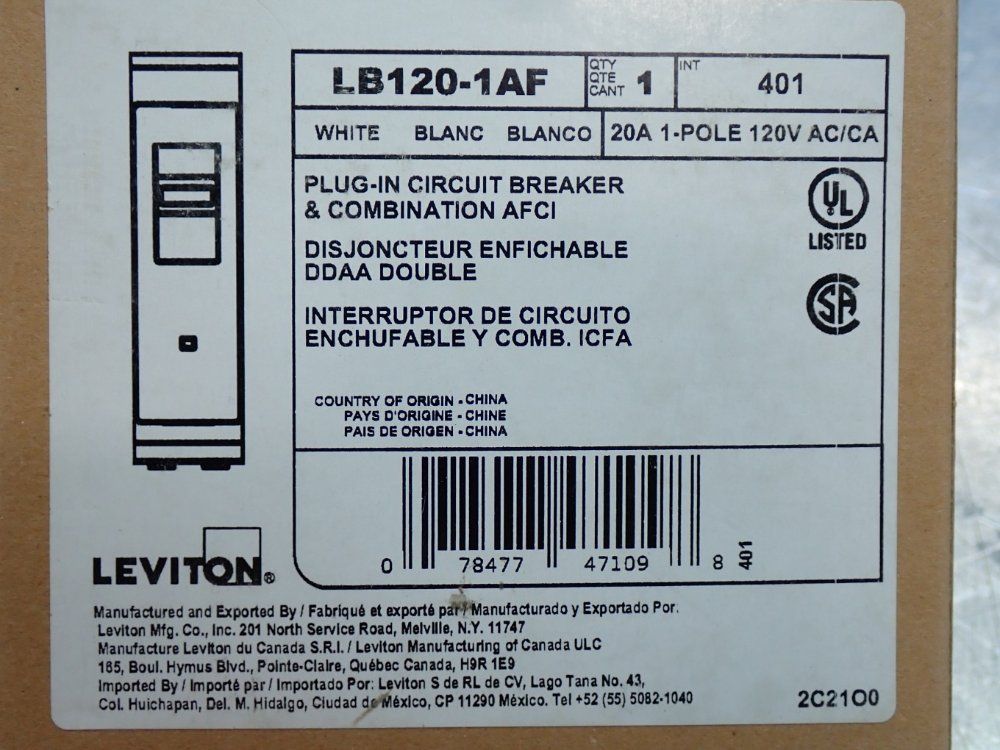 LB120-1AF
QTY
QTE
CANT
1
INT
401
WHITE BLANC BLANCO
20A 1-POLE 120V AC/CA
PLUG-IN CIRCUIT BREAKER
& COMBINATION AFCI
DISJONCTEUR ENFICHABLE
DDAA DOUBLE
INTERRUPTOR DE CIRCUITO
ENCHUFABLE Y COMB. ICFA
UL
LISTED
SA
COUNTRY OF ORIGIN - CHINA
PAYS D'ORIGINE - CHINE
PAIS DE ORIGEN - CHINA
0 78477 47109 8
401
LEVITON®
Manufactured and Exported By / Fabriqué et exporté par / Manufacturado y Exportado Por:
Leviton Mfg. Co., Inc. 201 North Service Road, Melville, N.Y. 11747
Manufacture Leviton du Canada S.R.I. / Leviton Manufacturing of Canada ULC
165, Boul. Hymus Blvd., Pointe-Claire, Québec Canada, H9R 1E9
Imported By / Importé par / Importado Por: Leviton S de RL de CV, Lago Tana No. 43,
Col. Huichapan, Del. M. Hidalgo, Ciudad de México, CP 11290 México. Tel +52 (55) 5082-1040
2C21O0